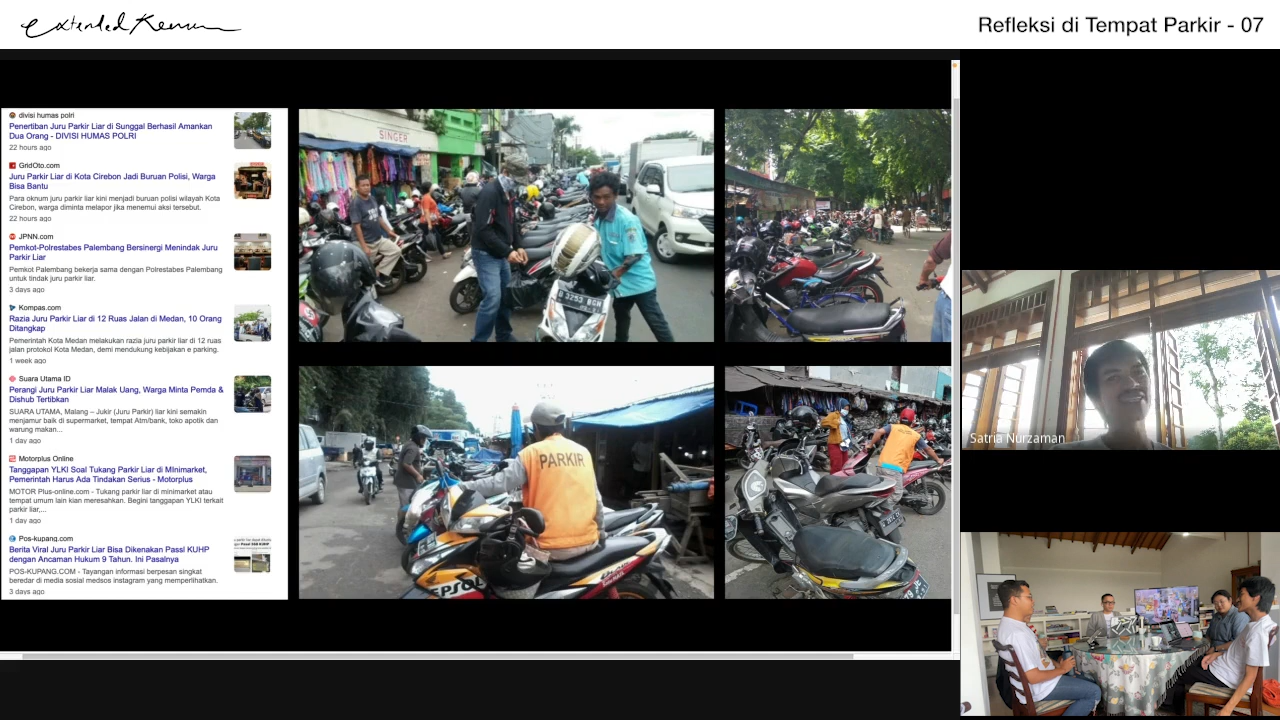 Extended Kemun
Refleksi di Tempat Parkir - 07
divisi humas polri
Penertiban Juru Parkir Liar di Sunggal Berhasil Amankan
Dua Orang - DIVISI HUMAS POLRI
22 hours ago
GridOto.com
Juru Parkir Liar di Kota Cirebon Jadi Buruan Polisi, Warga
Bisa Bantu
Para oknum juru parkir liar kini menjadi buruan polisi wilayah Kota
Cirebon, warga diminta melapor jika menemui aksi tersebut.
22 hours ago
JPNN.com
Pemkot-Polrestabes Palembang Bersinergi Menindak Juru
Parkir Liar
Pemkot Palembang bekerja sama dengan Polrestabes Palembang
untuk tindak juru parkir liar.
3 days ago
Kompas.com
Razia Juru Parkir Liar di 12 Ruas Jalan di Medan, 10 Orang
Ditangkap
Pemerintah Kota Medan melakukan razia juru parkir liar di 12 ruas
jalan protokol Kota Medan, demi mendukung kebijakan e parking.
1 week ago
Suara Utama ID
Perangi Juru Parkir Liar Malak Uang, Warga Minta Pemda &
Dishub Tertibkan
SUARA UTAMA, Malang – Jukir (Juru Parkir) liar kini semakin
menjamur baik di supermarket, tempat Atm/bank, toko apotik dan
warung makan...
1 day ago
Motorplus Online
Tanggapan YLKI Soal Tukang Parkir Liar di MInimarket,
Pemerintah Harus Ada Tindakan Serius - Motorplus
MOTOR Plus-online.com - Tukang parkir liar di minimarket atau
tempat umum lain kian meresahkan. Begini tanggapan YLKI terkait
parkir liar,...
1 day ago
Pos-kupang.com
Berita Viral Juru Parkir Liar Bisa Dikenakan Passl KUHP
dengan Ancaman Hukum 9 Tahun. Ini Pasalnya
POS-KUPANG.COM - Tayangan informasi berpesan singkat
beredar di media sosial medsos instagram yang memperlihatkan.
3 days ago
SINGER
B 3253 BGH
PARKIR
EPSOL
Satria Nurzaman